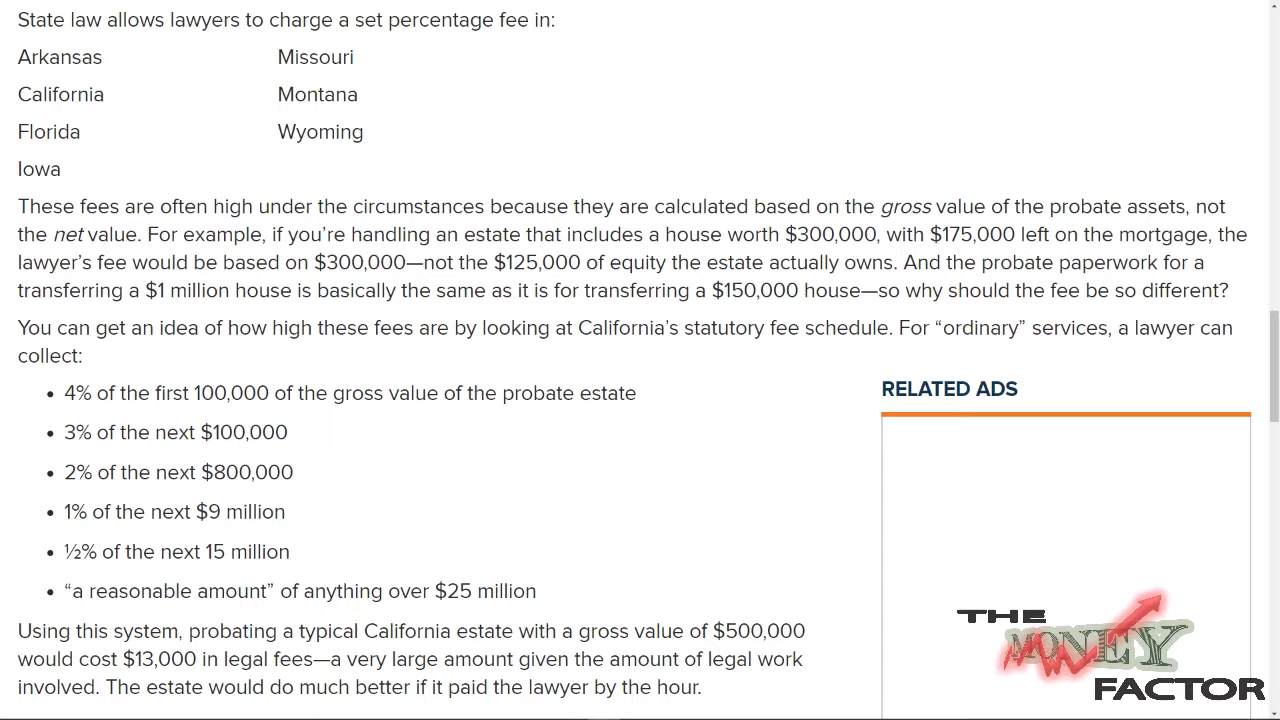 State law allows lawyers to charge a set percentage fee in:
Arkansas
Missouri
California
Montana
Florida
Wyoming
Iowa
These fees are often high under the circumstances because they are calculated based on the gross value of the probate assets, not
the net value. For example, if you’re handling an estate that includes a house worth $300,000, with $175,000 left on the mortgage, the
lawyer’s fee would be based on $300,000—not the $125,000 of equity the estate actually owns. And the probate paperwork for a
transferring a $1 million house is basically the same as it is for transferring a $150,000 house—so why should the fee be so different?
You can get an idea of how high these fees are by looking at California’s statutory fee schedule. For “ordinary” services, a lawyer can
collect:
• 4% of the first 100,000 of the gross value of the probate estate
• 3% of the next $100,000
• 2% of the next $800,000
• 1% of the next $9 million
• ½% of the next 15 million
• “a reasonable amount” of anything over $25 million
Using this system, probating a typical California estate with a gross value of $500,000
would cost $13,000 in legal fees—a very large amount given the amount of legal work
involved. The estate would do much better if it paid the lawyer by the hour.
RELATED ADS
THE
MONEY
FACTOR